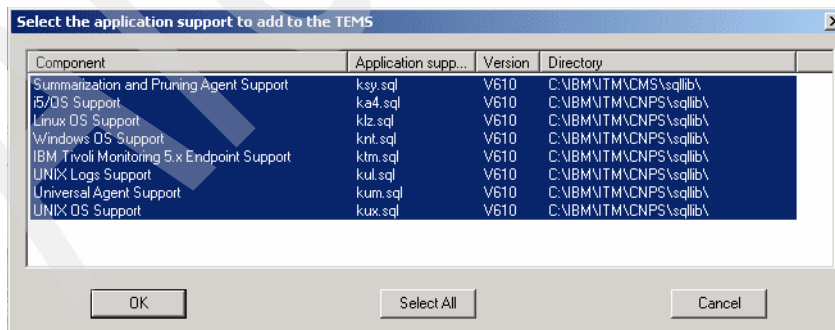 Select the application support to add to the TEMS
Component Application supp... Version Directory
Summarization and Pruning Agent Support ksy.sql V610 C:\IBM\ITM\CMS\sqllib\
i5/OS Support ka4.sql V610 C:\IBM\ITM\CNPS\sqllib\
Linux OS Support klz.sql V610 C:\IBM\ITM\CNPS\sqllib\
Windows OS Support knt.sql V610 C:\IBM\ITM\CNPS\sqllib\
IBM Tivoli Monitoring 5.x Endpoint Support ktm.sql V610 C:\IBM\ITM\CNPS\sqllib\
UNIX Logs Support kul.sql V610 C:\IBM\ITM\CNPS\sqllib\
Universal Agent Support kum.sql V610 C:\IBM\ITM\CNPS\sqllib\
UNIX OS Support kux.sql V610 C:\IBM\ITM\CNPS\sqllib\
OK Select All Cancel